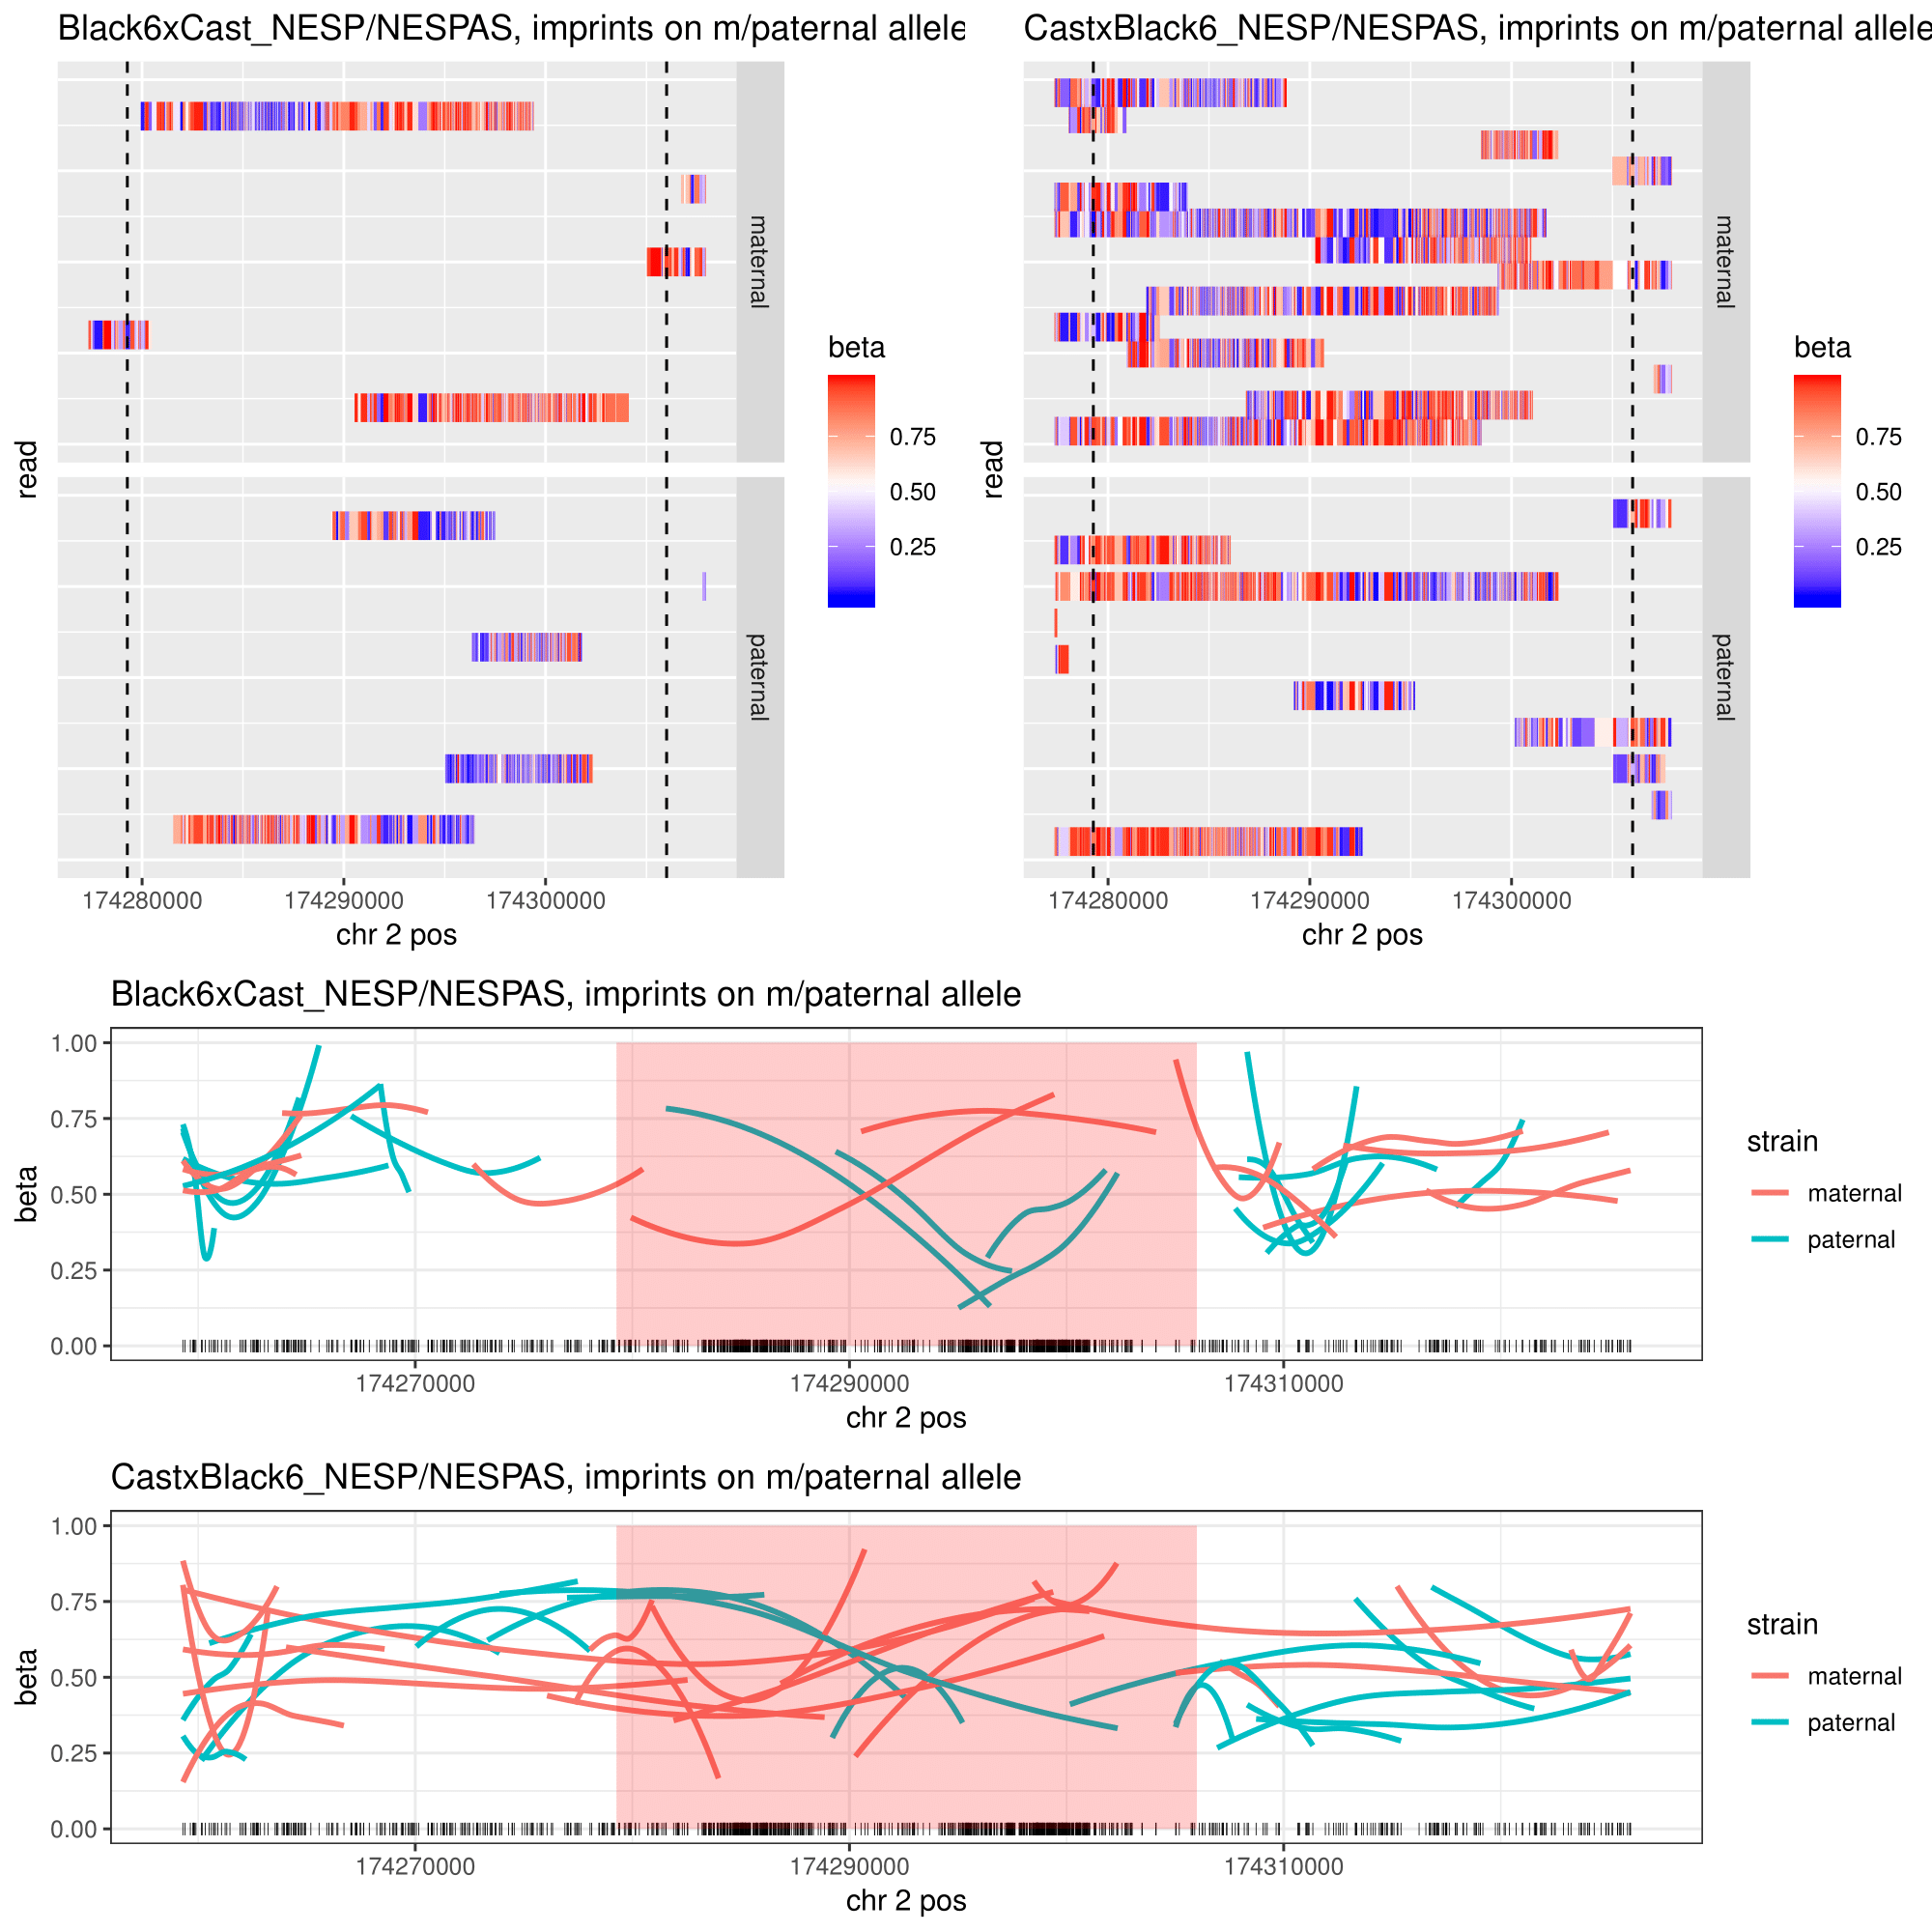 Black6xCast_NESP/NESPAS, imprints on m/paternal allele
read
maternal
paternal
174280000 174290000 174300000
chr 2 pos
beta
0.75
0.50
0.25
CastxBlack6_NESP/NESPAS, imprints on m/paternal allele
read
maternal
paternal
174280000 174290000 174300000
chr 2 pos
beta
0.75
0.50
0.25
Black6xCast_NESP/NESPAS, imprints on m/paternal allele
beta
1.00
0.75
0.50
0.25
0.00
174270000 174290000 174310000
chr 2 pos
strain
maternal
paternal
CastxBlack6_NESP/NESPAS, imprints on m/paternal allele
beta
1.00
0.75
0.50
0.25
0.00
174270000 174290000 174310000
chr 2 pos
strain
maternal
paternal